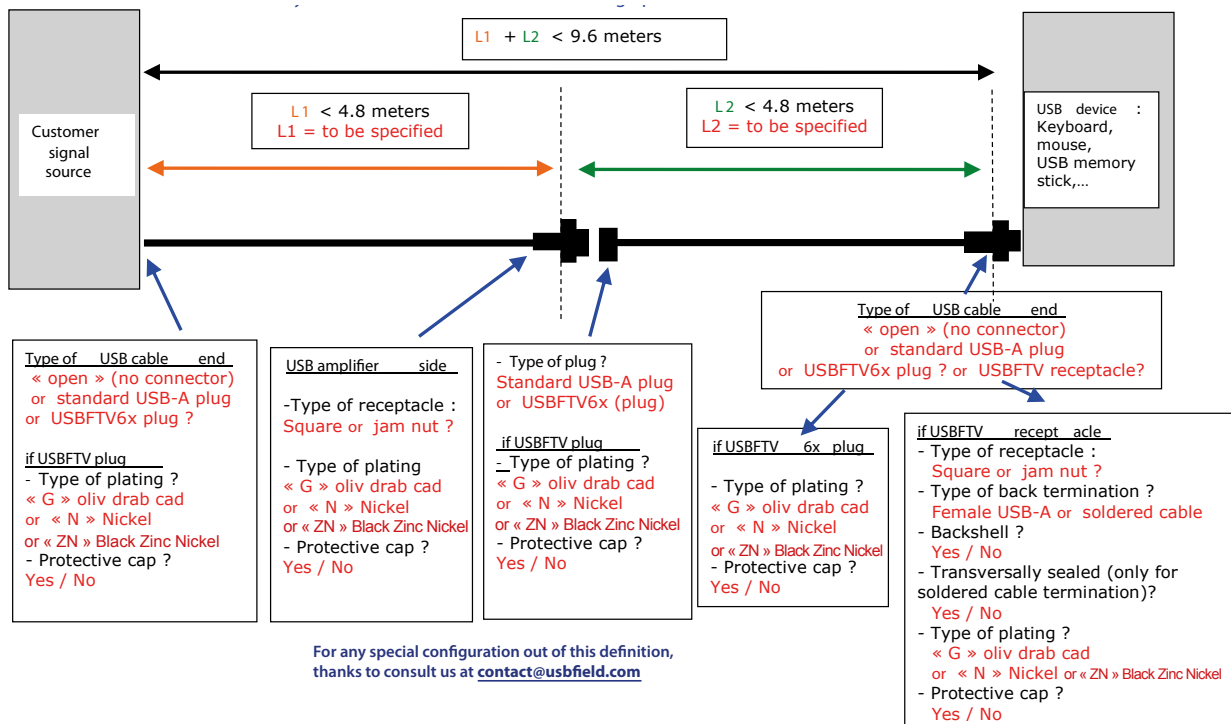 L1 + L2 < 9.6 meters
L1 < 4.8 meters
L1 = to be specified
L2 < 4.8 meters
L2 = to be specified
Customer
signal
source
USB device :
Keyboard,
mouse,
USB memory
stick,...
Type of USB cable end
« open » (no connector)
or standard USB-A plug
or USBFTV6x plug ?
if USBFTV plug
- Type of plating ?
« G » oliv drab cad
or « N » Nickel
or « ZN » Black Zinc Nickel
- Protective cap ?
Yes / No
USB amplifier side
-Type of receptacle :
Square or jam nut ?
- Type of plating
« G » oliv drab cad
or « N » Nickel
or « ZN » Black Zinc Nickel
- Protective cap ?
Yes / No
- Type of plug ?
Standard USB-A plug
or USBFTV6x (plug)
if USBFTV plug
- Type of plating ?
« G » oliv drab cad
or « N » Nickel
or « ZN » Black Zinc Nickel
- Protective cap ?
Yes / No
Type of USB cable end
« open » (no connector)
or standard USB-A plug
or USBFTV6x plug ? or USBFTV receptacle?
if USBFTV 6x plug
- Type of plating ?
« G » oliv drab cad
or « N » Nickel
or « ZN » Black Zinc Nickel
- Protective cap ?
Yes / No
if USBFTV recept acle
- Type of receptacle :
Square or jam nut ?
- Type of back termination ?
Female USB-A or soldered cable
- Backshell ?
Yes / No
- Transversally sealed (only for
soldered cable termination)?
Yes / No
- Type of plating ?
« G » oliv drab cad
or « N » Nickel or « ZN » Black Zinc Nickel
- Protective cap ?
Yes / No
For any special configuration out of this definition,
thanks to consult us at contact@usbfield.com